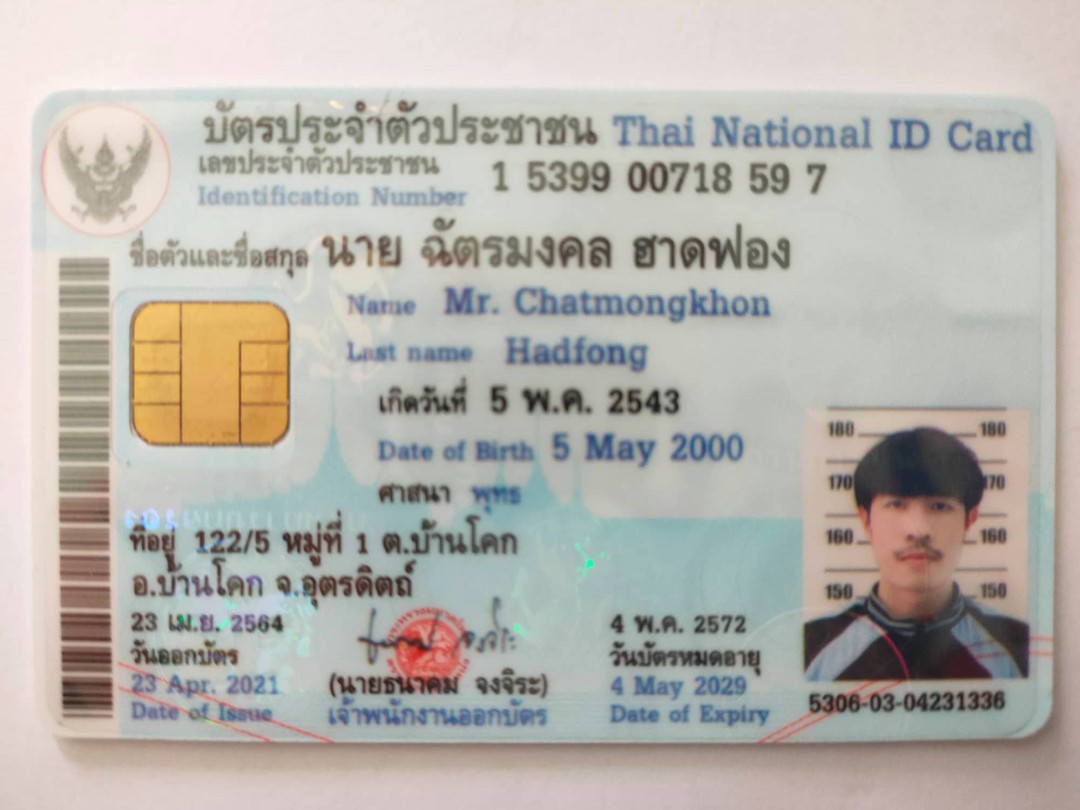 บัตรประจำตัวประชาชน Thai National ID Card
เลขประจำตัวประชาชน
Identification Number
1 5399 00718 59 7
ชื่อตัวและชื่อสกุล นาย ฉัตรมงคล ฮาดฟอง
Name Mr. Chatmongkhon
Last name Hadfong
เกิดวันที่ 5 พ.ค. 2543
Date of Birth 5 May 2000
ศาสนา พุทธ
ที่อยู่ 122/5 หมู่ที่ 1 ต.บ้านโคก
อ.บ้านโคก จ.อุตรดิตถ์
23 เม.ย. 2564
วันออกบัตร
23 Apr. 2021
Date of Issue
(นายธนาคม จงจิระ)
เจ้าพนักงานออกบัตร
4 พ.ค. 2572
วันบัตรหมดอายุ
4 May 2029
Date of Expiry
180 180
170 170
160 160
150 150
5306-03-04231336